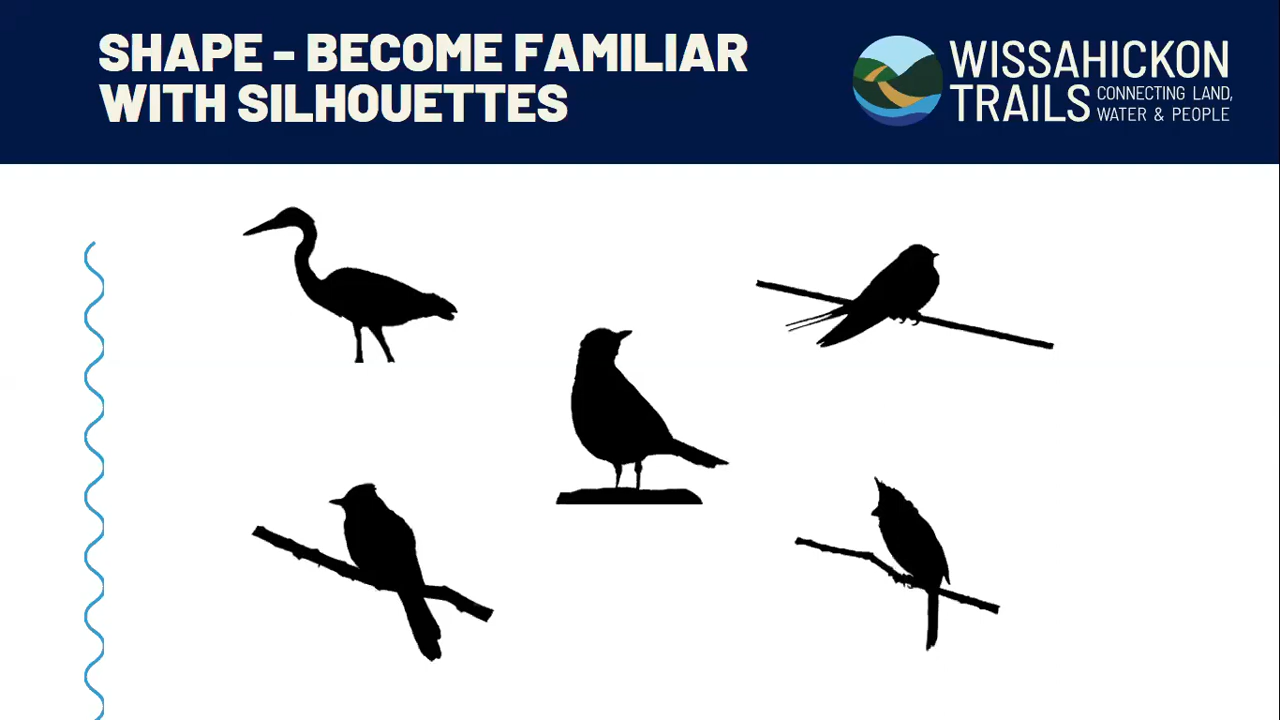 SHAPE - BECOME FAMILIAR
WITH SILHOUETTES
WISSAHICKON
TRAILS
CONNECTING LAND,
WATER & PEOPLE